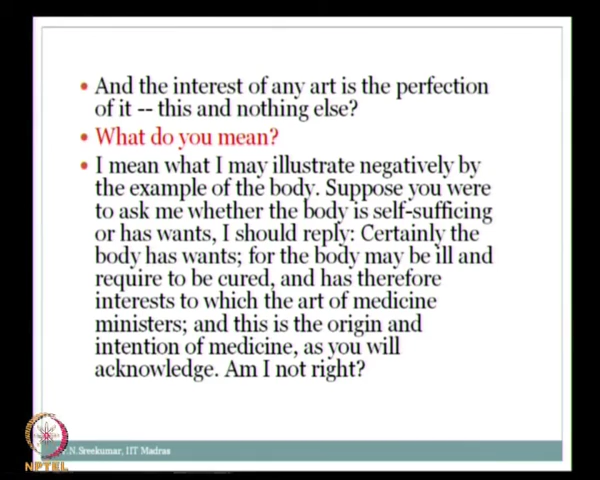 And the interest of any art is the perfection
of it -- this and nothing else?
What do you mean?
I mean what I may illustrate negatively by
the example of the body. Suppose you were
to ask me whether the body is self-sufficing
or has wants, I should reply: Certainly the
body has wants; for the body may be ill and
require to be cured, and has therefore
interests to which the art of medicine
ministers; and this is the origin and
intention of medicine, as you will
acknowledge. Am I not right?
N.Sreekumar, IIT Madras
NPTEL